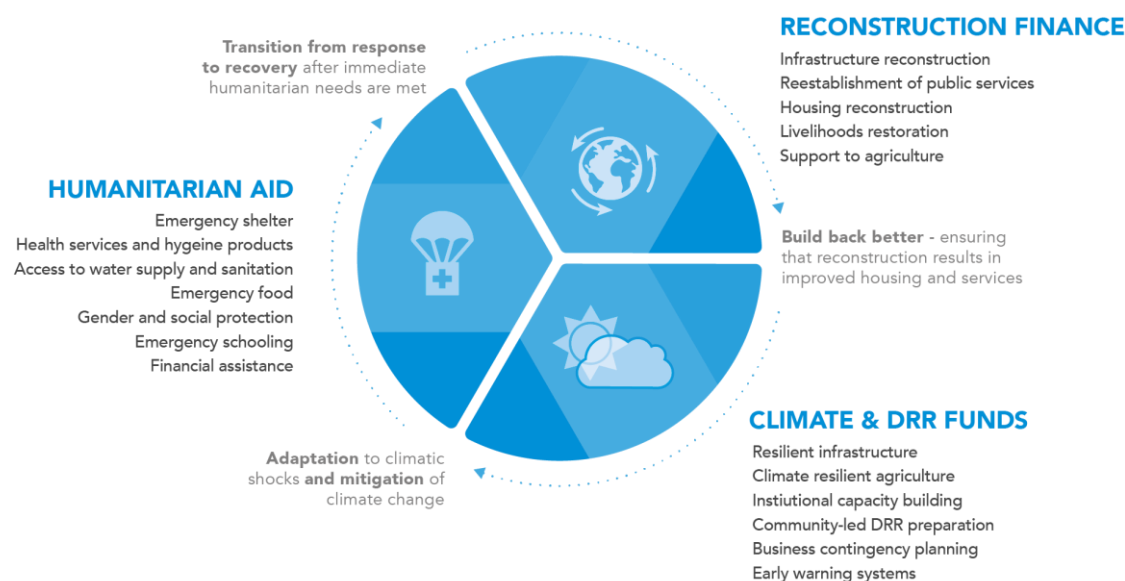 Transition from response
to recovery after immediate
humanitarian needs are met
RECONSTRUCTION FINANCE
Infrastructure reconstruction
Reestablishment of public services
Housing reconstruction
Livelihoods restoration
Support to agriculture
HUMANITARIAN AID
Emergency shelter
Health services and hygeine products
Access to water supply and sanitation
Emergency food
Gender and social protection
Emergency schooling
Financial assistance
Build back better - ensuring
that reconstruction results in
improved housing and services
CLIMATE & DRR FUNDS
Resilient infrastructure
Climate resilient agriculture
Instiutional capacity building
Community-led DRR preparation
Business contingency planning
Early warning systems
Adaptation to climatic
shocks and mitigation of
climate change